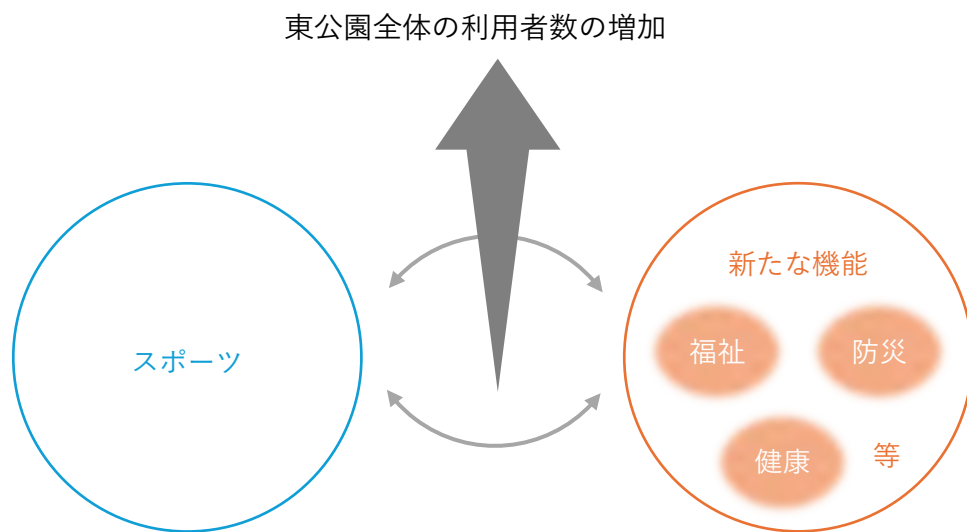 東公園全体の利用者数の増加
スポーツ
新たな機能
福祉
防災
健康
等